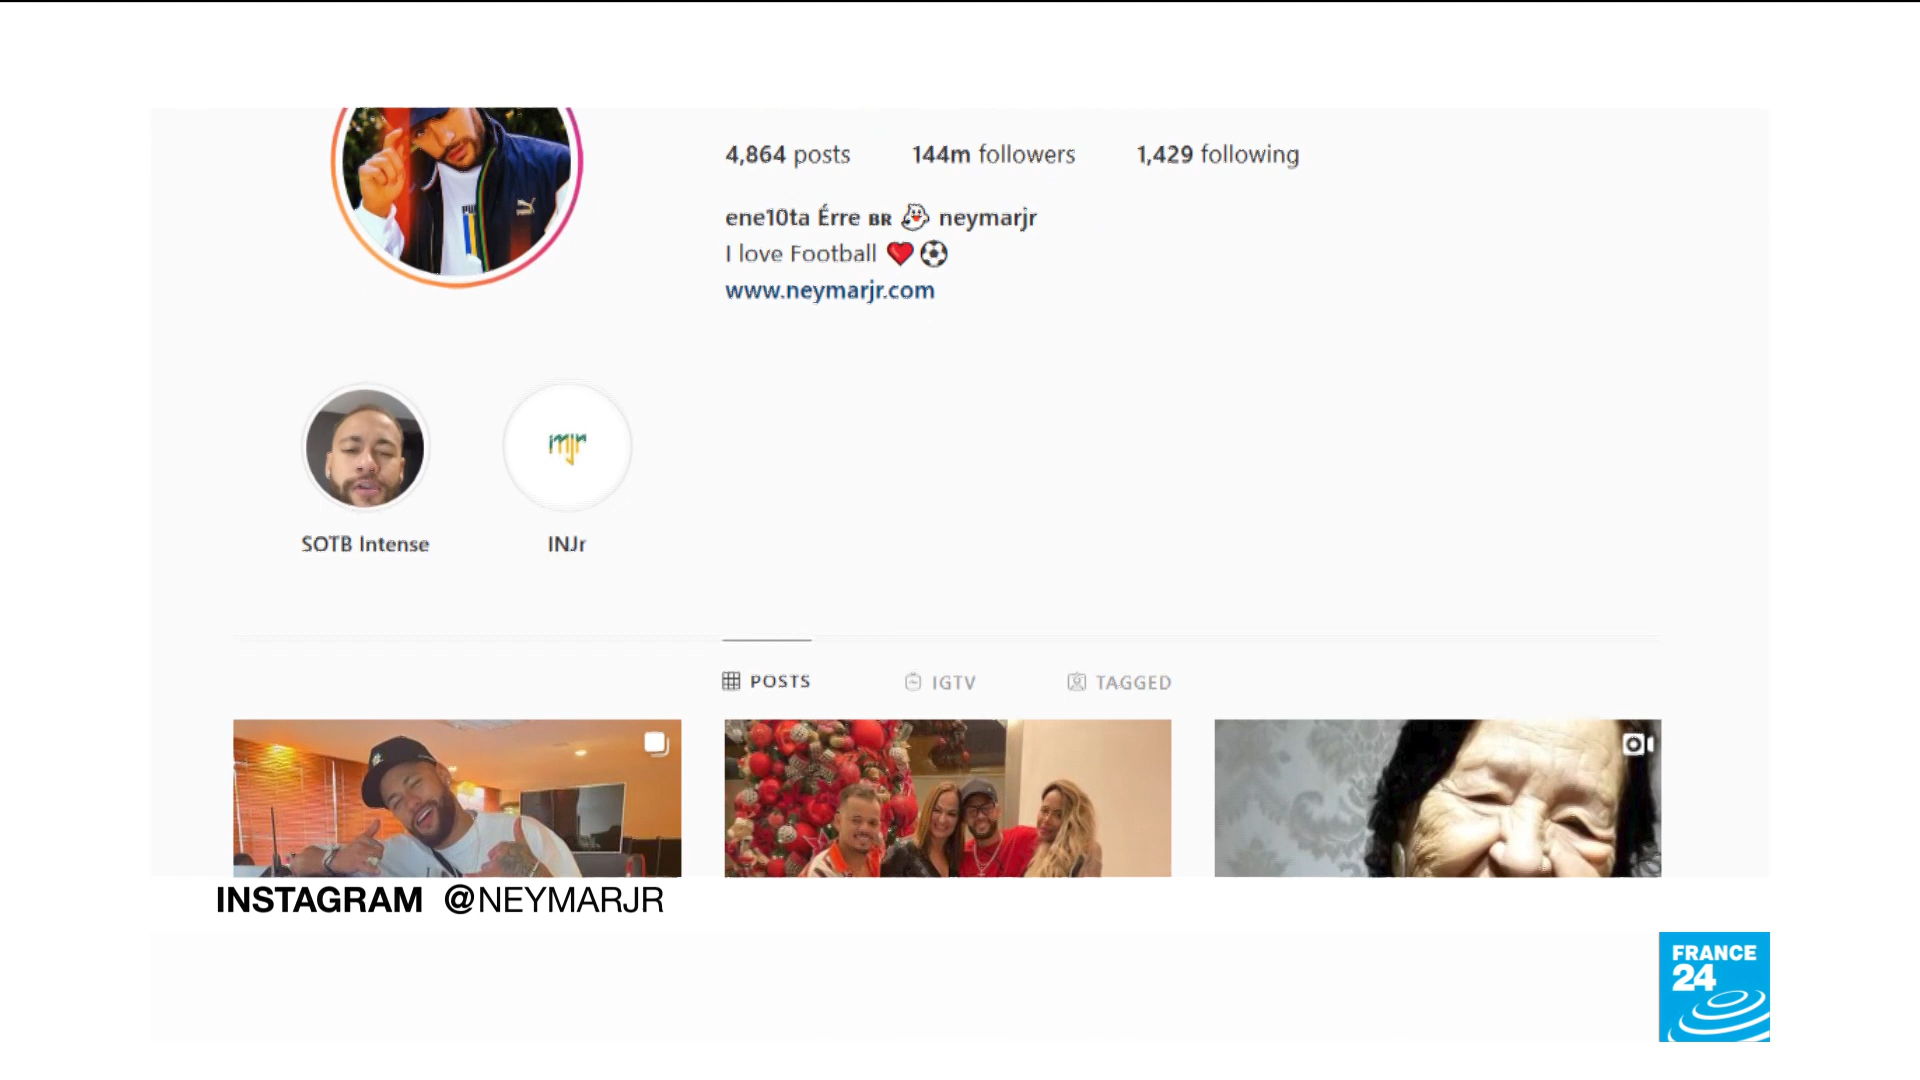 4,864 posts 144m followers 1,429 following
ene10ta Érre BR 👻 neymarjr
I love Football ❤️⚽
www.neymarjr.com
mjr
SOTB Intense INJr
POSTS IGTV TAGGED
INSTAGRAM @NEYMARJR
FRANCE
24